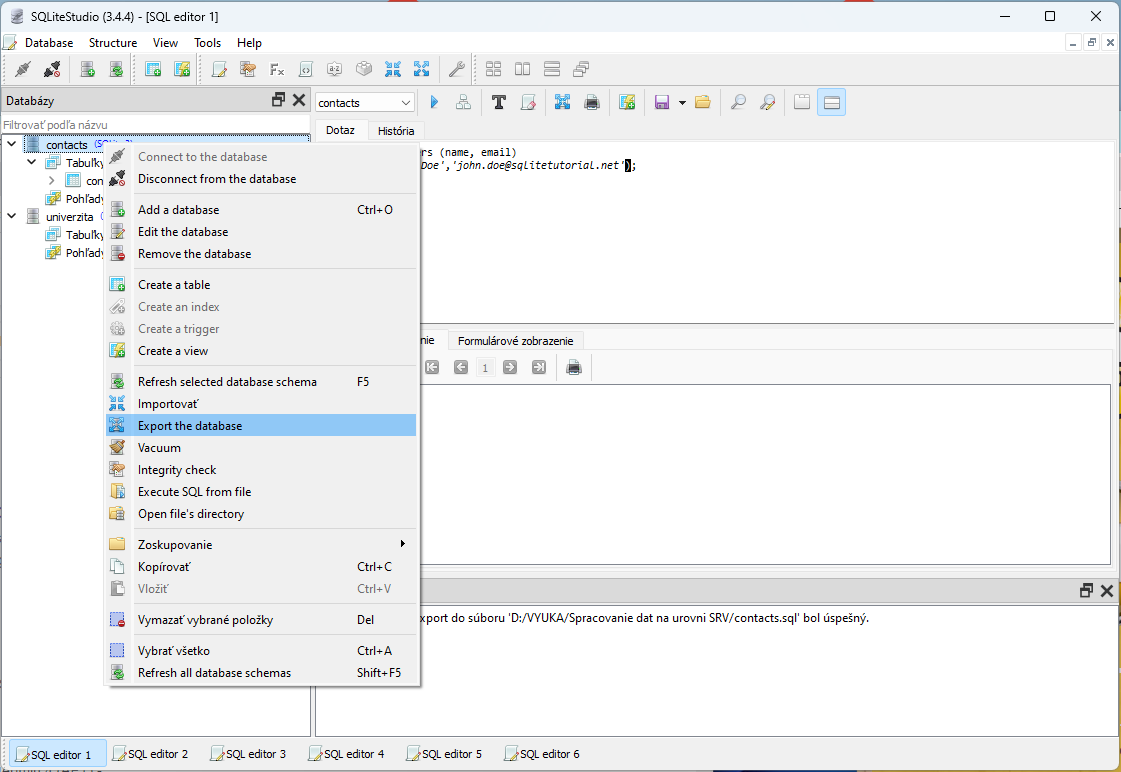 SQLiteStudio (3.4.4) - [SQL editor 1]
Database Structure View Tools Help
Databázy
contacts
Filtrovať podľa názvu
Dotaz História
contacts
Tabuľky
con
Pohľady
univerzita
Tabuľky
Pohľady
rs (name, email)
Doe','john.doe@sqlitetutorial.net');
Connect to the database
Disconnect from the database
Add a database Ctrl+O
Edit the database
Remove the database
Create a table
Create an index
Create a trigger
Create a view
Refresh selected database schema F5
Importovať
Export the database
Vacuum
Integrity check
Execute SQL from file
Open file's directory
Zoskupovanie
Kopírovať Ctrl+C
Vložiť Ctrl+V
Vymazať vybrané položky Del
Vybrať všetko Ctrl+A
Refresh all database schemas Shift+F5
nie Formulárové zobrazenie
1
xport do súboru 'D:/VYUKA/Spracovanie dat na urovni SRV/contacts.sql' bol úspešný.
SQL editor 1 SQL editor 2 SQL editor 3 SQL editor 4 SQL editor 5 SQL editor 6